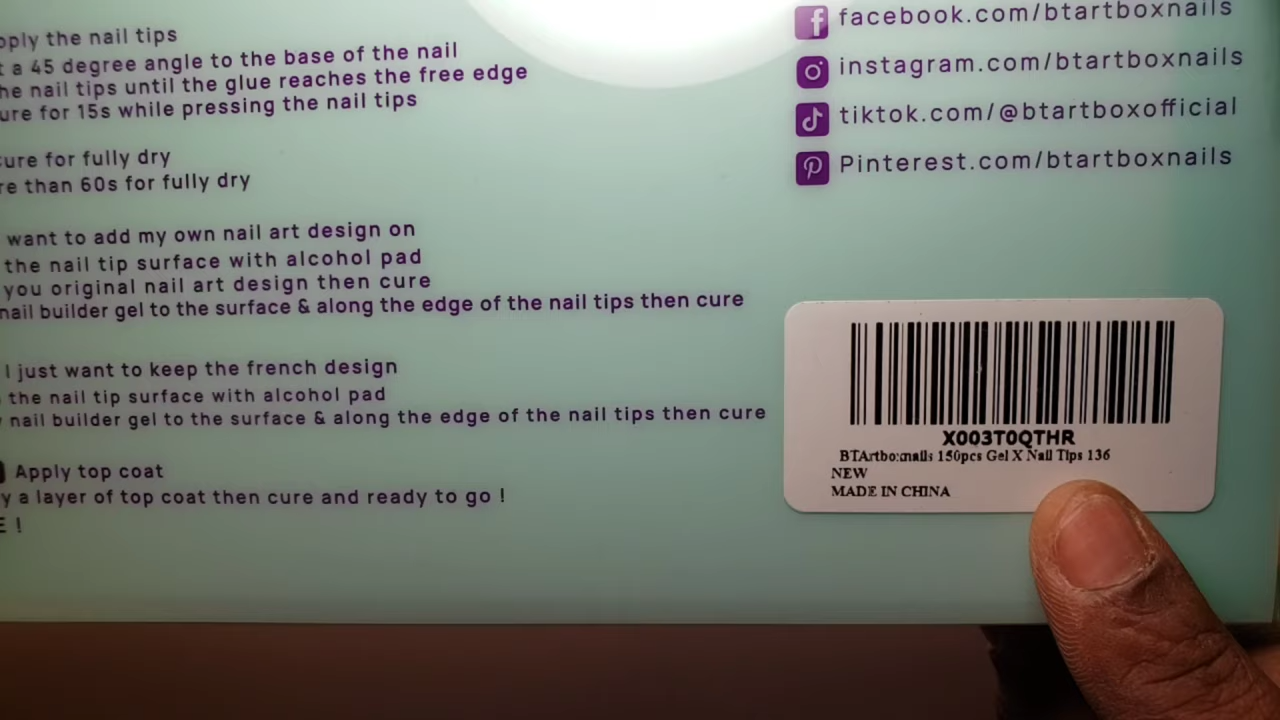 the nail tips
a 45 degree angle to the base of the nail
nail tips until the glue reaches the free edge
for 15s while pressing the nail tips
for fully dry
than 60s for fully dry
want to add my own nail art design on
the nail tip surface with alcohol pad
you original nail art design then cure
nail builder gel to the surface & along the edge of the nail tips then cure
I just want to keep the french design
the nail tip surface with alcohol pad
nail builder gel to the surface & along the edge of the nail tips then cure
Apply top coat
a layer of top coat then cure and ready to go !
!
facebook.com/btartboxnails
instagram.com/btartboxnails
tiktok.com/@btartboxofficial
Pinterest.com/btartboxnails
X003T0QTHR
150pcs Gel X Nail Tips 136
NEW
MADE IN CHINA